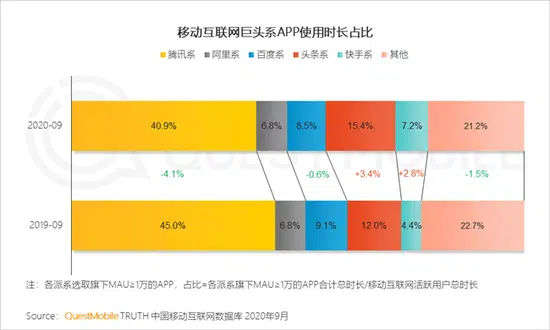 移动互联网巨头系APP使用时长占比
腾讯系 阿里系 百度系 头条系 快手系 其他
2020-09 40.9% 6.8% 8.5% 15.4% 7.2% 21.2%
-4.1% -0.6% +3.4% +2.8% -1.5%
2019-09 45.0% 6.8% 9.1% 12.0% 4.4% 22.7%
注：各派系选取旗下MAU≥1万的APP，占比=各派系旗下MAU≥1万的APP合计总时长/移动互联网活跃用户总时长
Source：QuestMobile TRUTH 中国移动互联网数据库 2020年9月
QUESTMOBILE